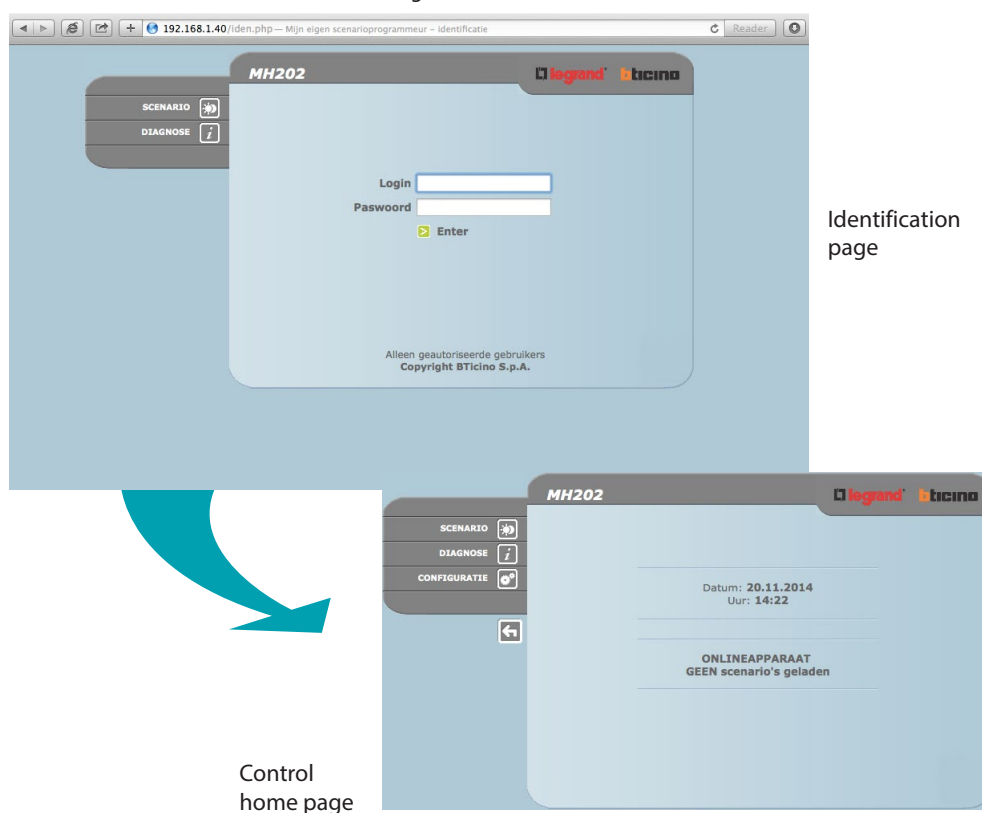 192.168.1.40/iden.php — Mijn eigen scenarioprogrammeur – identificatie
Reader
MH202
legrand bticino
SCENARIO
DIAGNOSE
Login
Paswoord
Enter
Alleen geautoriseerde gebruikers
Copyright BTicino S.p.A.
Identification
page
MH202
legrand bticino
SCENARIO
DIAGNOSE
CONFIGURATIE
Datum: 20.11.2014
Uur: 14:22
ONLINEAPPARAAT
GEEN scenario's geladen
Control
home page